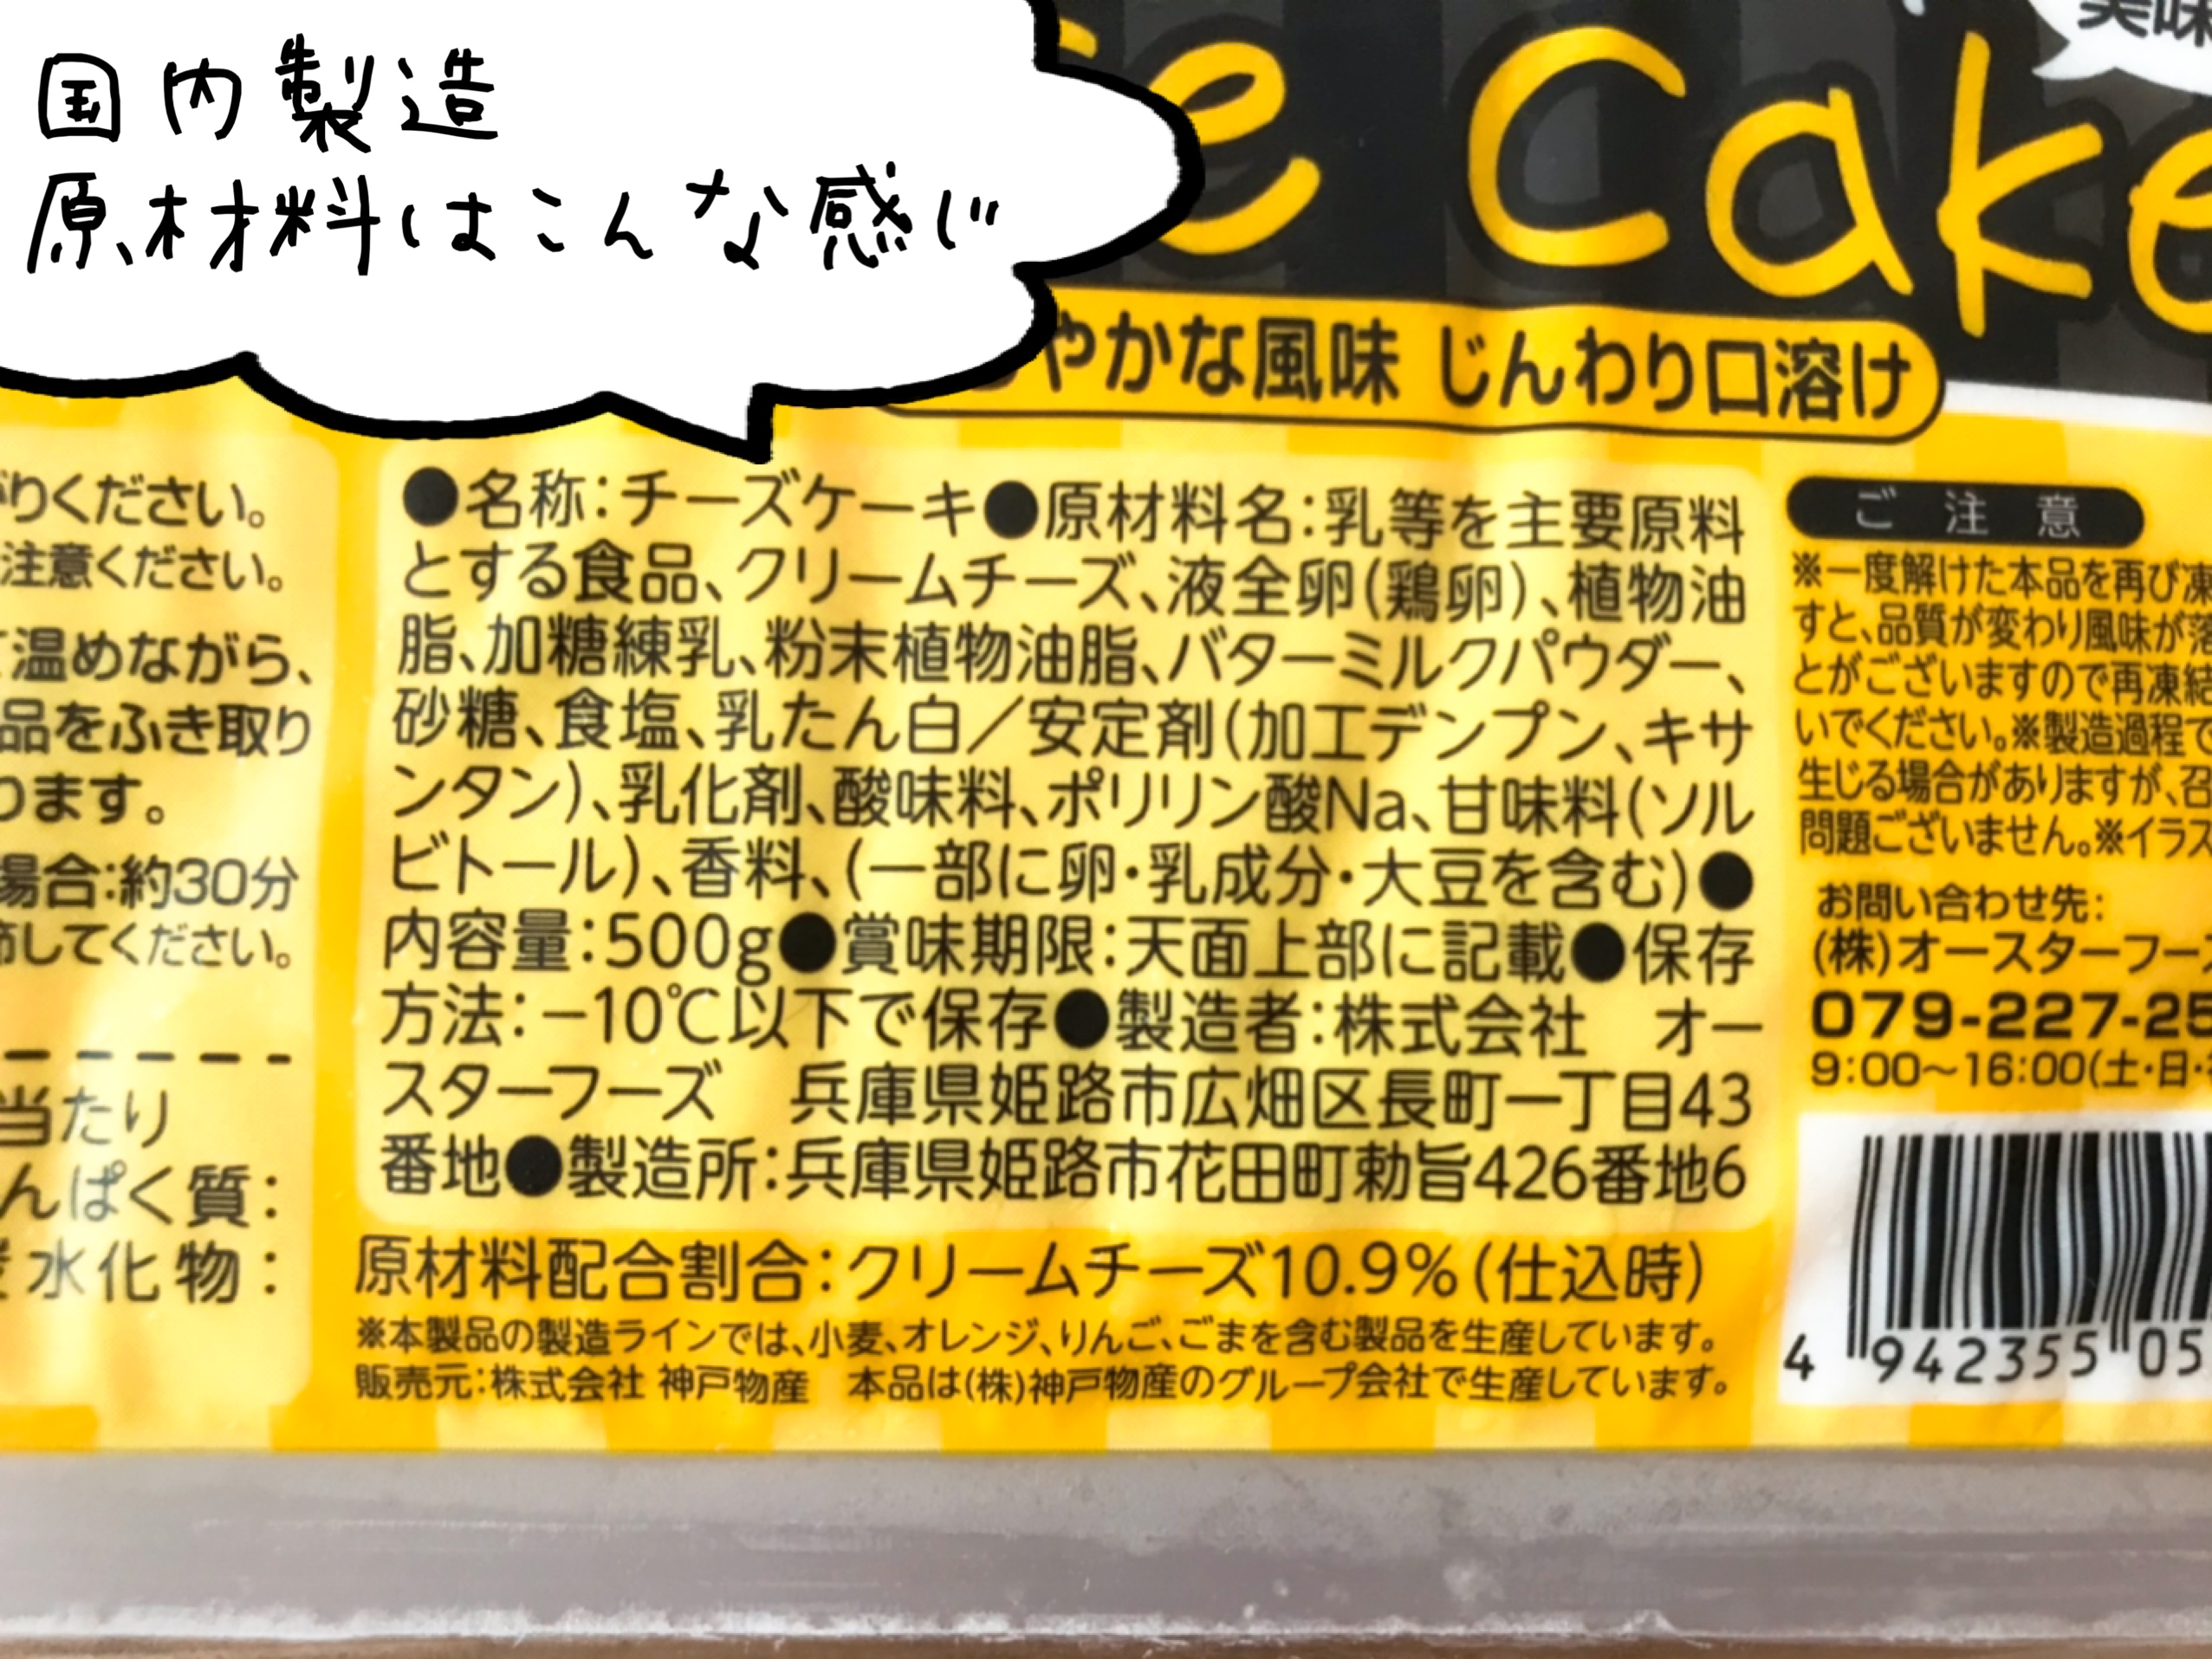 国内製造
原材料はこんな感じ
e Cake
美味
やかな風味 じんわり口溶け
りください。
注意ください。
温めながら、
品をふき取り
ります。
場合:約30分
節してください。
当たり
んぱく質:
炭水化物:
●名称:チーズケーキ●原材料名:乳等を主要原料
とする食品、クリームチーズ、液全卵(鶏卵)、植物油
脂、加糖練乳、粉末植物油脂、バターミルクパウダー、
砂糖、食塩、乳たん白/安定剤(加工デンプン、キサ
ンタン)、乳化剤、酸味料、ポリリン酸Na、甘味料(ソル
ビトール)、香料、(一部に卵・乳成分・大豆を含む)●
内容量:500g●賞味期限:天面上部に記載●保存
方法:−10℃以下で保存●製造者:株式会社 オー
スターフーズ 兵庫県姫路市広畑区長町一丁目43
番地●製造所:兵庫県姫路市花田町勅旨426番地6
原材料配合割合:クリームチーズ10.9%(仕込時)
※本製品の製造ラインでは、小麦、オレンジ、りんご、ごまを含む製品を生産しています。
販売元:株式会社 神戸物産 本品は(株)神戸物産のグループ会社で生産しています。
ご注意
※一度解けた本品を再び凍
すと、品質が変わり風味が落
とがございますので再凍結
いでください。※製造過程で
生じる場合がありますが、召
問題ございません。※イラス
お問い合わせ先:
(株)オースターフーズ
079-227-25
9:00〜16:00(土・日・
4 942355 05